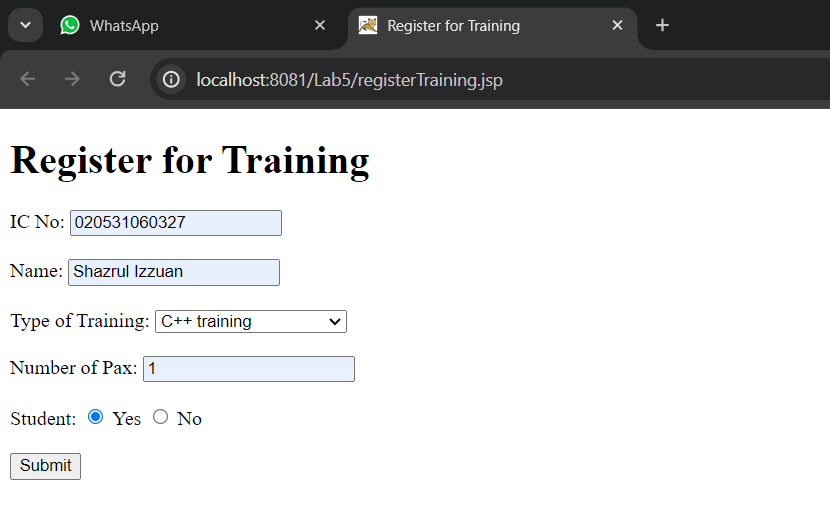 WhatsApp
Register for Training
localhost:8081/Lab5/registerTraining.jsp
Register for Training
IC No: 020531060327
Name: Shazrul Izzuan
Type of Training: C++ training
Number of Pax: 1
Student: Yes No
Submit